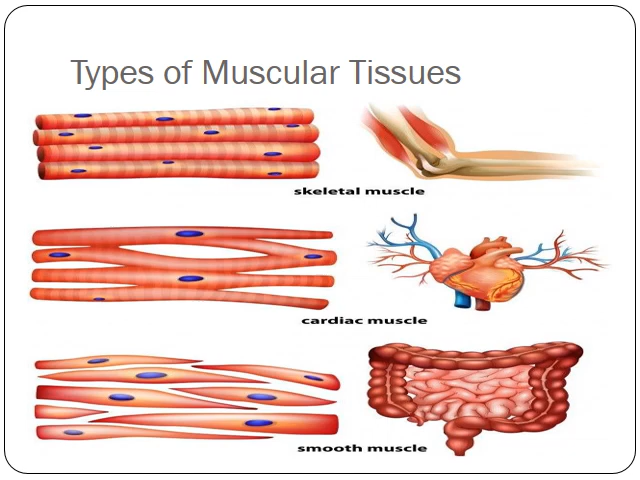 Types of Muscular Tissues
skeletal muscle
cardiac muscle
smooth muscle